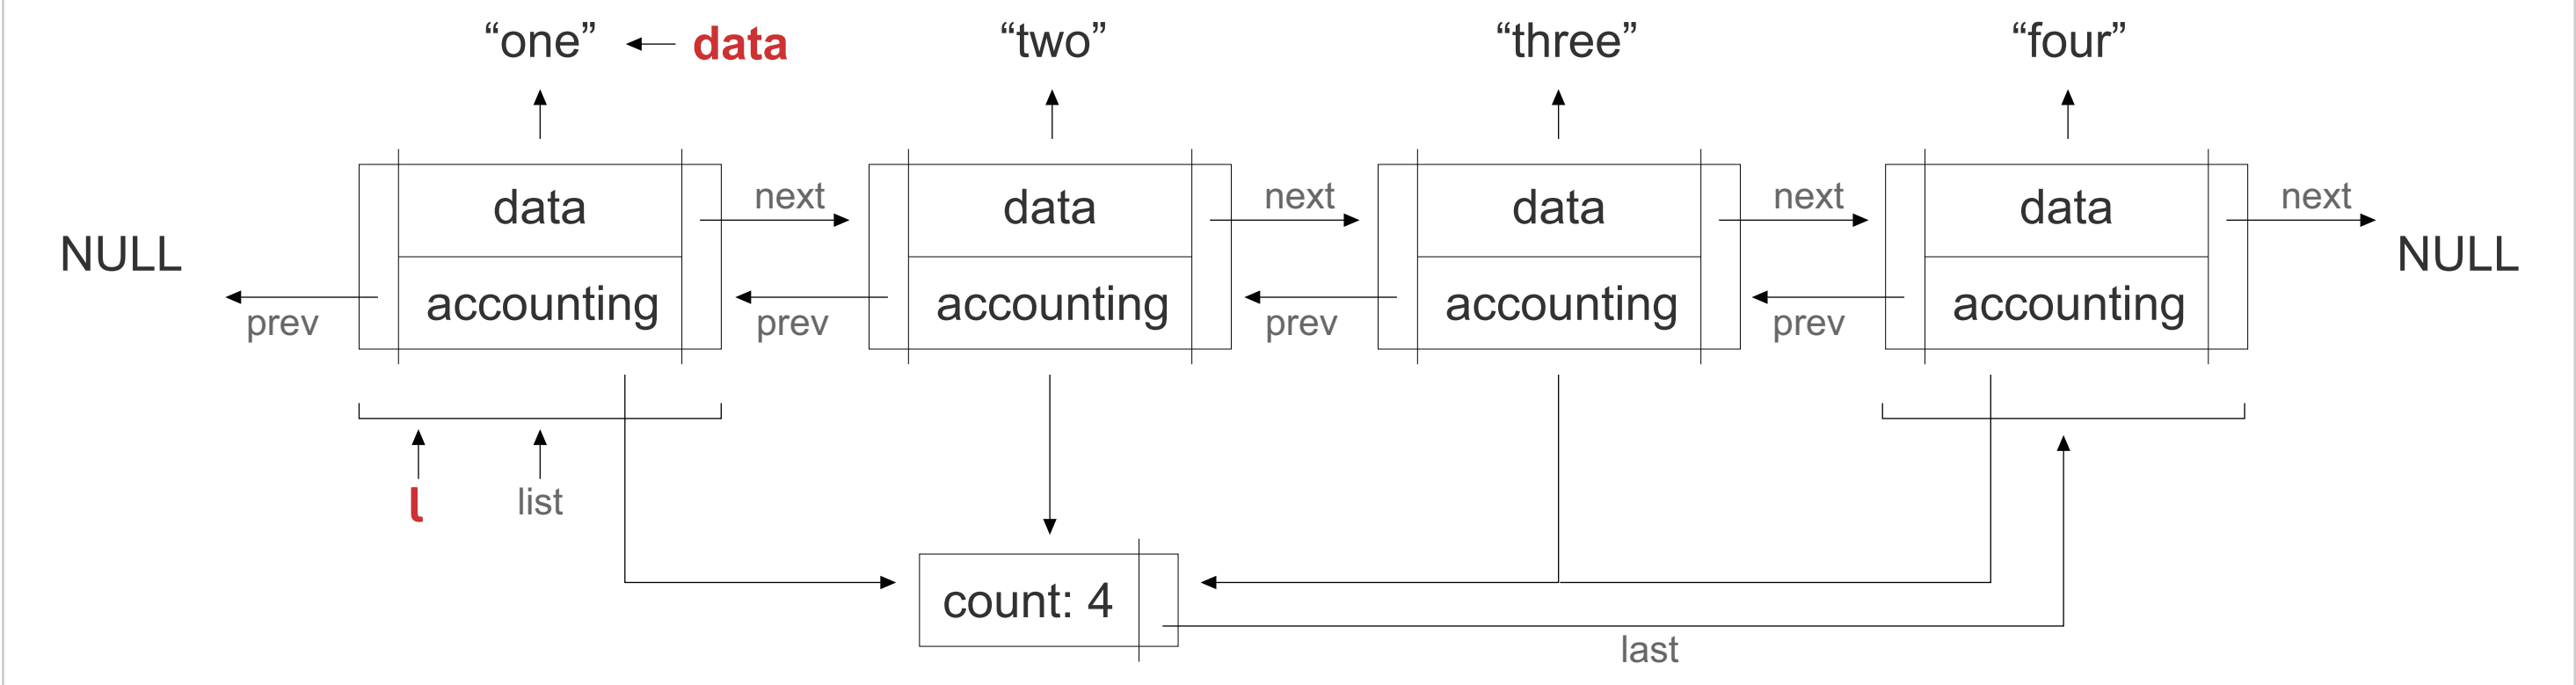 “one” data “two” “three” “four”
data next data next data next data next
NULL NULL
prev accounting prev accounting prev accounting prev accounting
l list
count: 4
last